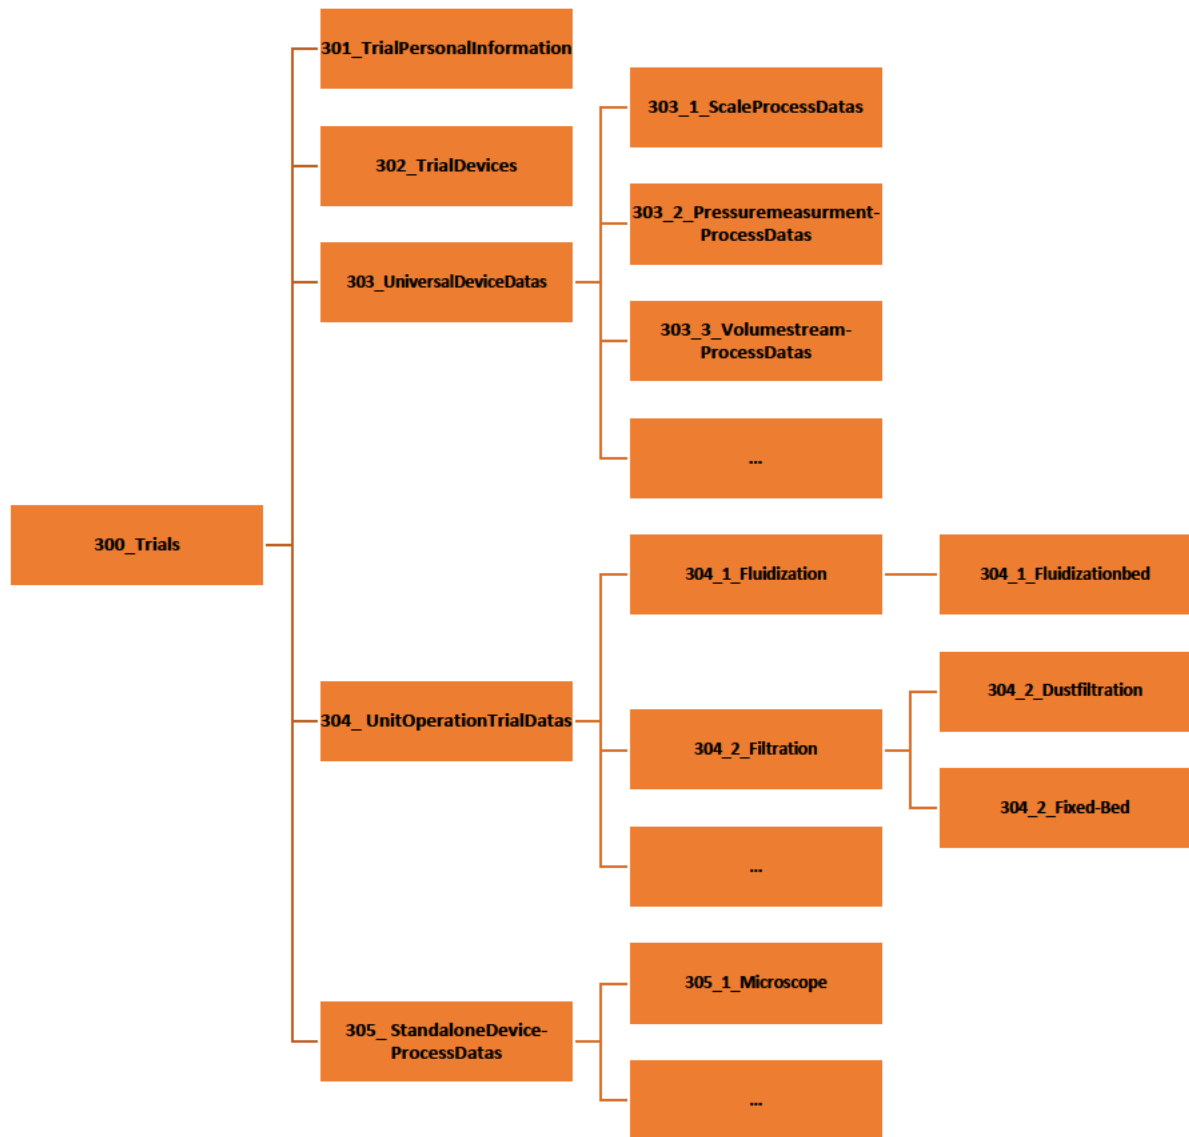 301_TrialPersonalInformation
303_1_ScaleProcessDatas
302_TrialDevices
303_2_Pressuremeasurment-
ProcessDatas
303_UniversalDeviceDatas
303_3_Volumestream-
ProcessDatas
...
300_Trials
304_1_Fluidization
304_1_Fluidizationbed
304_2_Dustfiltration
304_ UnitOperationTrialDatas
304_2_Filtration
304_2_Fixed-Bed
...
305_1_Microscope
305_ StandaloneDevice-
ProcessDatas
...